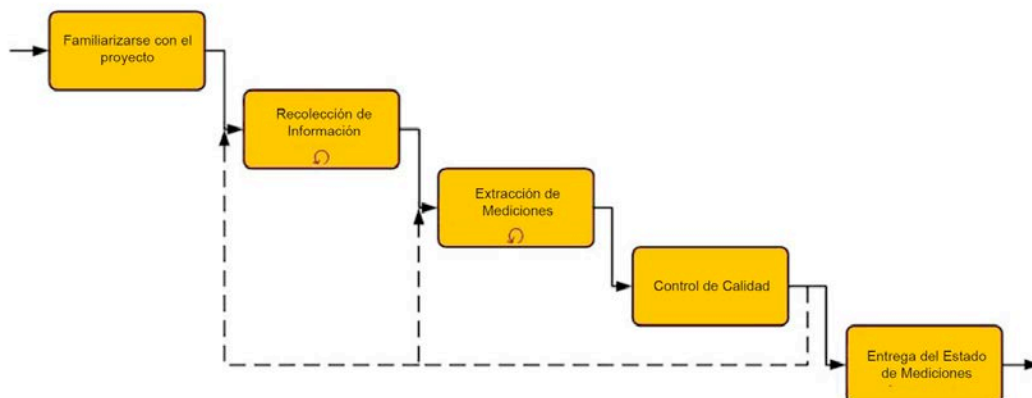 Familiarizarse con el
proyecto
Recolección de
Información
Extracción de
Mediciones
Control de Calidad
Entrega del Estado
de Mediciones